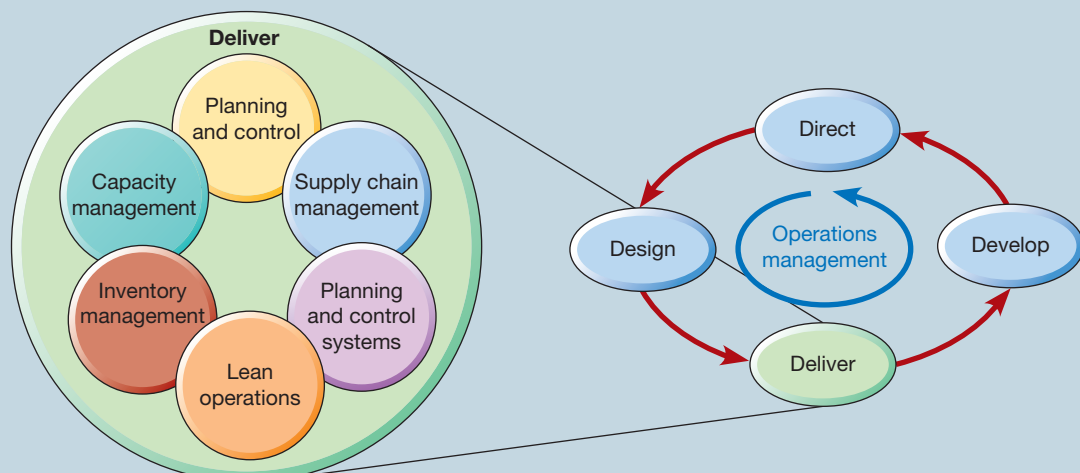 Deliver
Planning
and control
Capacity
management
Supply chain
management
Inventory
management
Planning
and control
systems
Lean
operations
Direct
Design
Operations
management
Develop
Deliver